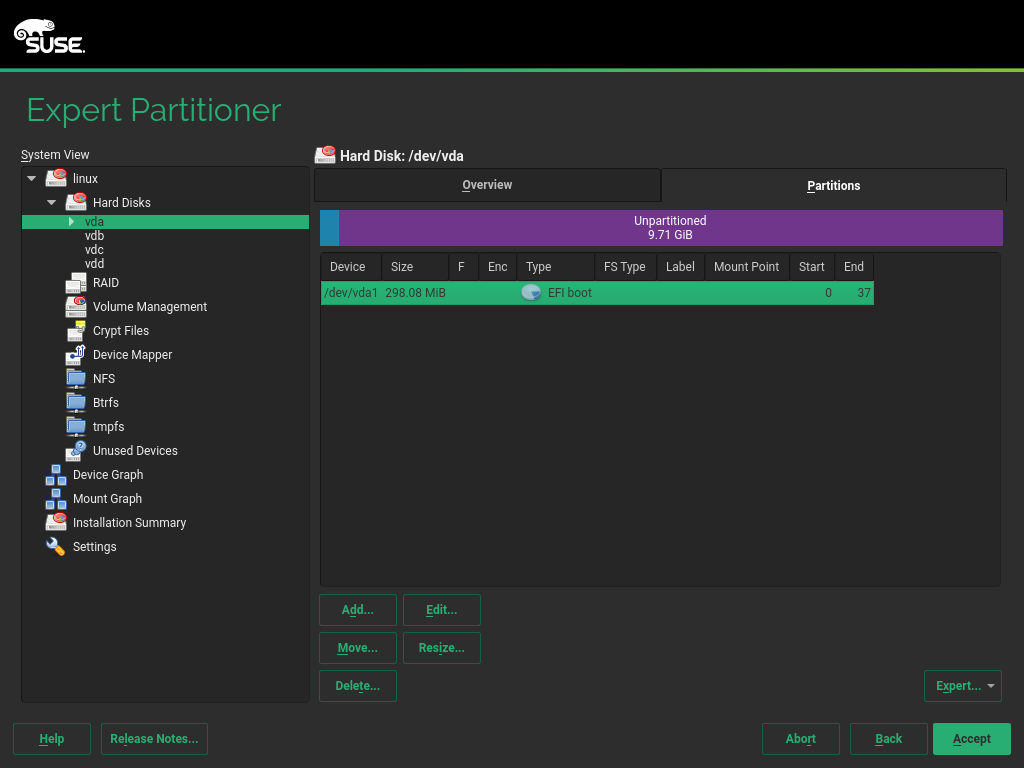 SUSE
Expert Partitioner
System View
linux
Hard Disks
vda
vdb
vdc
vdd
RAID
Volume Management
Crypt Files
Device Mapper
NFS
Btrfs
tmpfs
Unused Devices
Device Graph
Mount Graph
Installation Summary
Settings
Hard Disk: /dev/vda
Overview Partitions
Unpartitioned
9.71 GiB
Device Size F Enc Type FS Type Label Mount Point Start End
/dev/vda1 298.08 MiB EFI boot 0 37
Add... Edit...
Move... Resize...
Delete... Expert...
Help Release Notes... Abort Back Accept